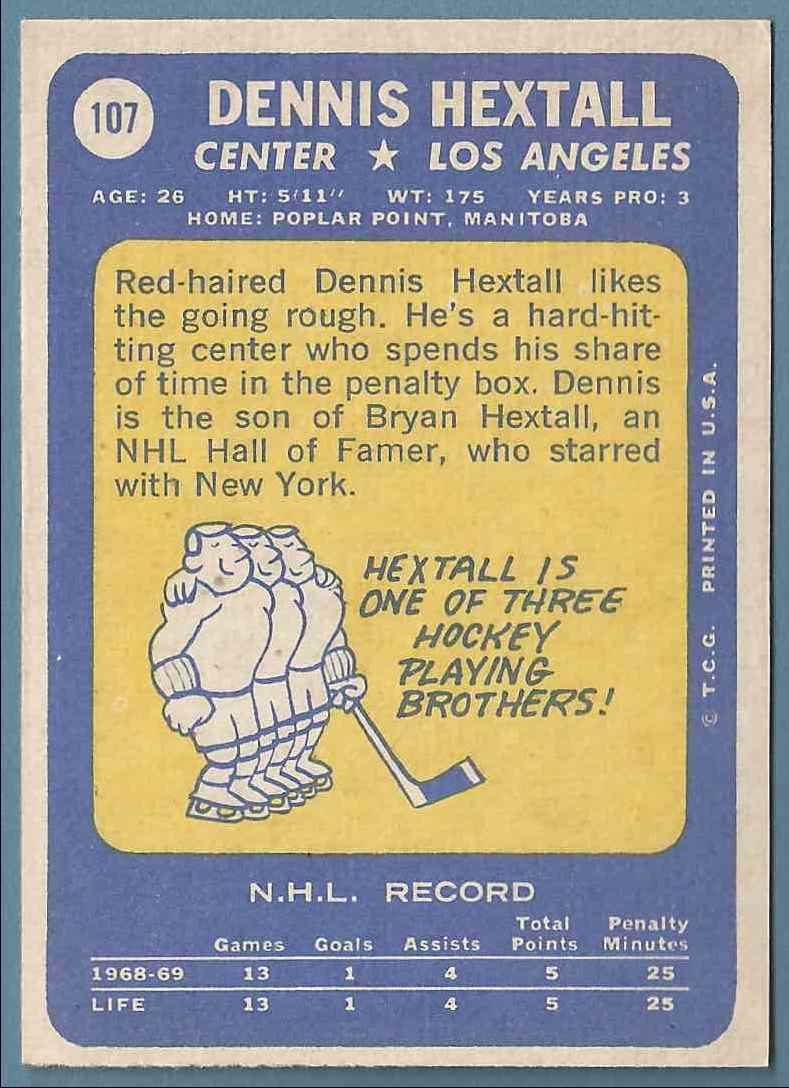 107
DENNIS HEXTALL
CENTER ★ LOS ANGELES
AGE: 26 HT: 5'11" WT: 175 YEARS PRO: 3
HOME: POPLAR POINT, MANITOBA
Red-haired Dennis Hextall likes
the going rough. He's a hard-hit-
ting center who spends his share
of time in the penalty box. Dennis
is the son of Bryan Hextall, an
NHL Hall of Famer, who starred
with New York.
HEXTALL IS
ONE OF THREE
HOCKEY
PLAYING
BROTHERS!
© T.C.G. PRINTED IN U.S.A.
N.H.L. RECORD
Games Goals Assists Total Points Penalty Minutes
1968-69 13 1 4 5 25
LIFE 13 1 4 5 25